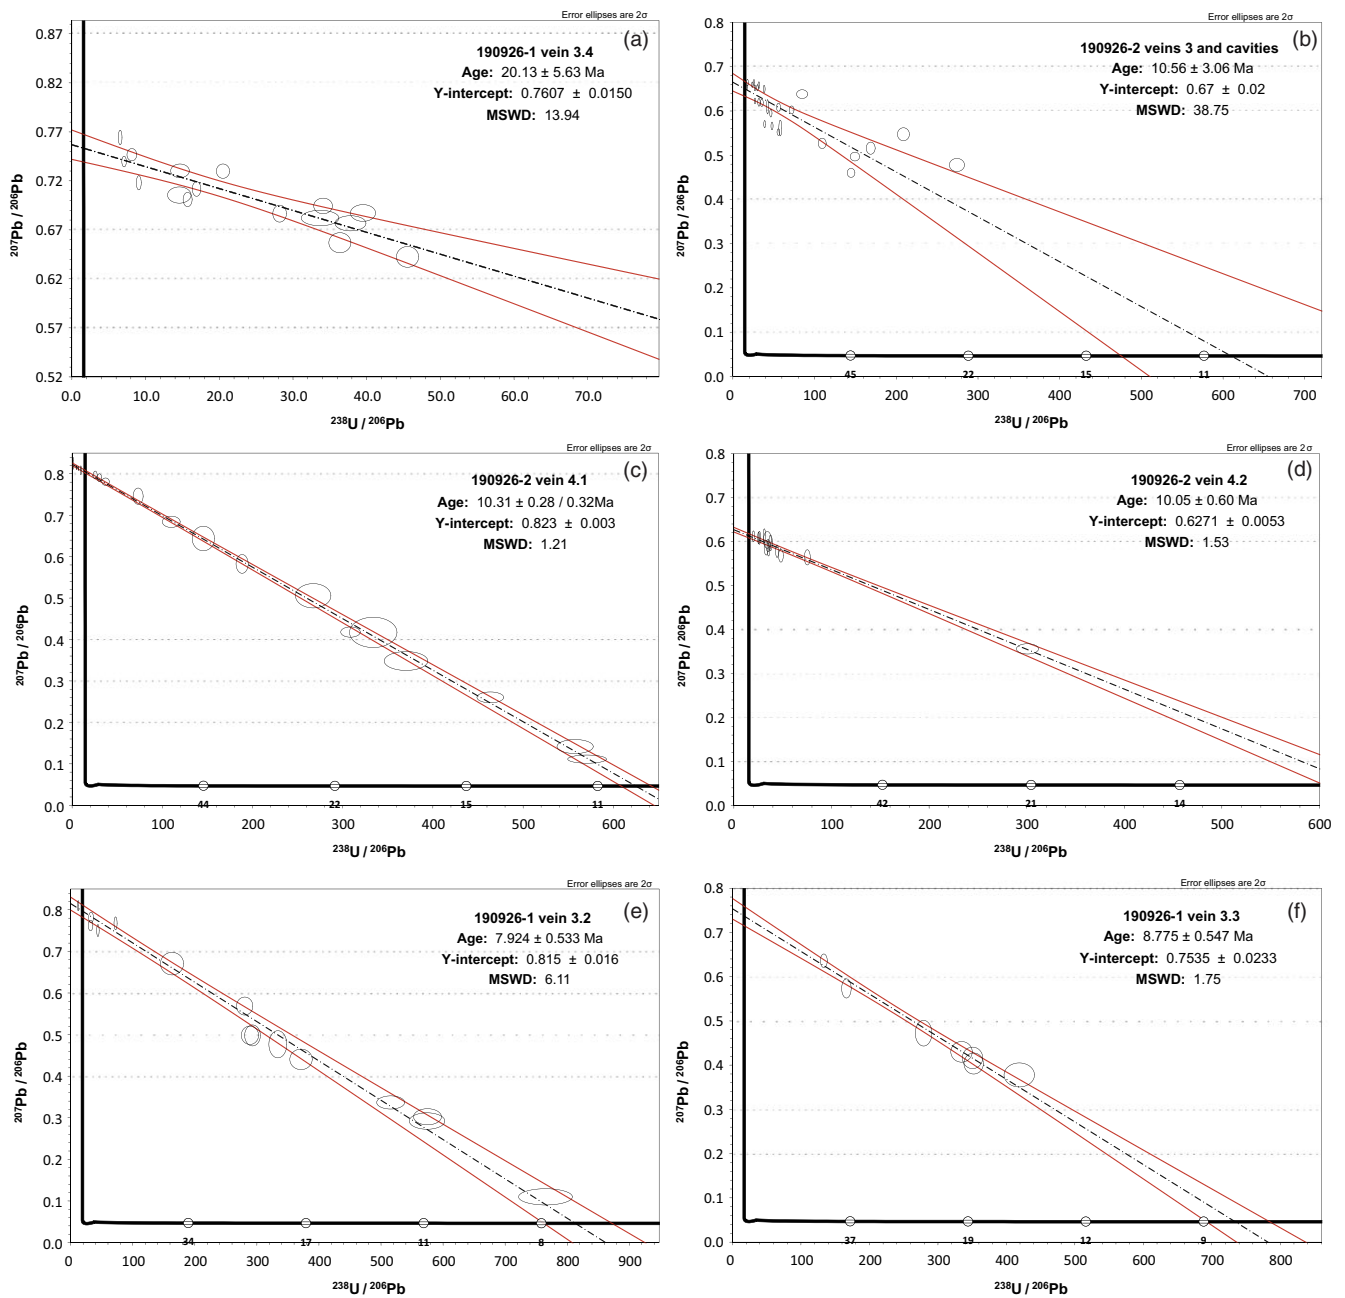 Error ellipses are 2σ
(a)
190926-1 vein 3.4
Age: 20.13 ± 5.63 Ma
Y-intercept: 0.7607 ± 0.0150
MSWD: 13.94
0.87
0.82
0.77
0.72
0.67
0.62
0.57
0.52
207Pb / 206Pb
0.0 10.0 20.0 30.0 40.0 50.0 60.0 70.0
238U / 206Pb
Error ellipses are 2σ
(b)
190926-2 veins 3 and cavities
Age: 10.56 ± 3.06 Ma
Y-intercept: 0.67 ± 0.02
MSWD: 38.75
0.8
0.7
0.6
0.5
0.4
0.3
0.2
0.1
0.0
207Pb / 206Pb
45 22 15 11
0 100 200 300 400 500 600 700
238U / 206Pb
Error ellipses are 2σ
(c)
190926-2 vein 4.1
Age: 10.31 ± 0.28 / 0.32Ma
Y-intercept: 0.823 ± 0.003
MSWD: 1.21
0.8
0.7
0.6
0.5
0.4
0.3
0.2
0.1
0.0
207Pb / 206Pb
44 22 15 11
0 100 200 300 400 500 600
238U / 206Pb
Error ellipses are 2σ
(d)
190926-2 vein 4.2
Age: 10.05 ± 0.60 Ma
Y-intercept: 0.6271 ± 0.0053
MSWD: 1.53
0.8
0.7
0.6
0.5
0.4
0.3
0.2
0.1
0.0
207Pb / 206Pb
42 21 14
0 100 200 300 400 500 600
238U / 206Pb
Error ellipses are 2σ
(e)
190926-1 vein 3.2
Age: 7.924 ± 0.533 Ma
Y-intercept: 0.815 ± 0.016
MSWD: 6.11
0.8
0.7
0.6
0.5
0.4
0.3
0.2
0.1
0.0
207Pb / 206Pb
34 17 11 8
0 100 200 300 400 500 600 700 800 900
238U / 206Pb
Error ellipses are 2σ
(f)
190926-1 vein 3.3
Age: 8.775 ± 0.547 Ma
Y-intercept: 0.7535 ± 0.0233
MSWD: 1.75
0.8
0.7
0.6
0.5
0.4
0.3
0.2
0.1
0.0
207Pb / 206Pb
37 19 12 9
0 100 200 300 400 500 600 700 800
238U / 206Pb